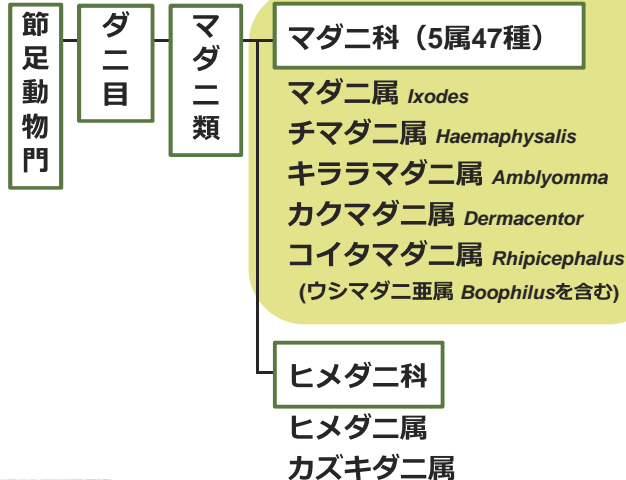 節足動物門
ダニ目
マダニ類
マダニ科（5属47種）
マダニ属 Ixodes
チマダニ属 Haemaphysalis
キララマダニ属 Amblyomma
カクマダニ属 Dermacentor
コイタマダニ属 Rhipicephalus
(ウシマダニ亜属 Boophilusを含む)
ヒメダニ科
ヒメダニ属
カズキダニ属